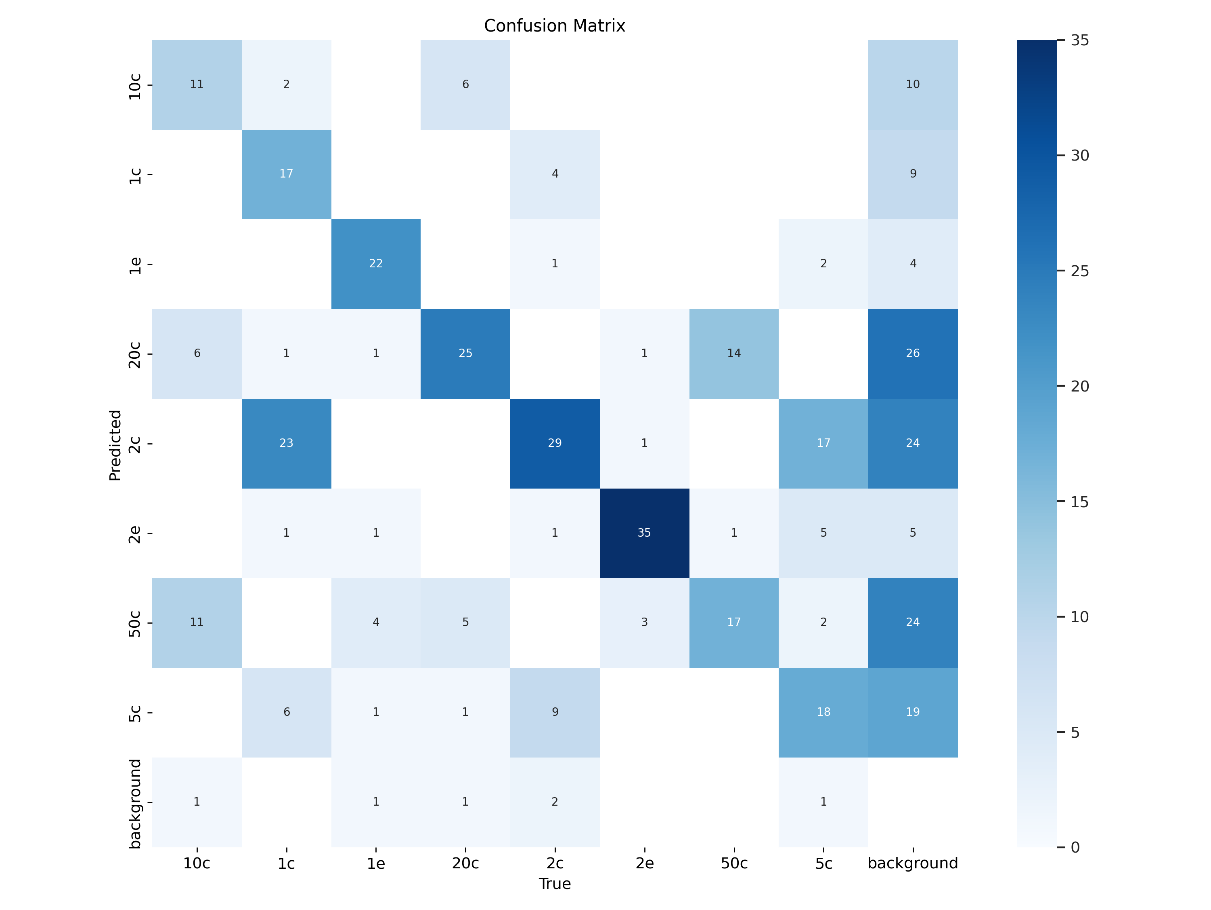 Confusion Matrix
10c 11 2 6 10
1c 17 4 9
1e 22 1 2 4
20c 6 1 1 25 1 14 26
2c 23 29 1 17 24
2e 1 1 1 35 1 5 5
50c 11 4 5 3 17 2 24
5c 6 1 1 9 18 19
background 1 1 1 2 1
Predicted
10c 1c 1e 20c 2c 2e 50c 5c background
True
35
30
25
20
15
10
5
0